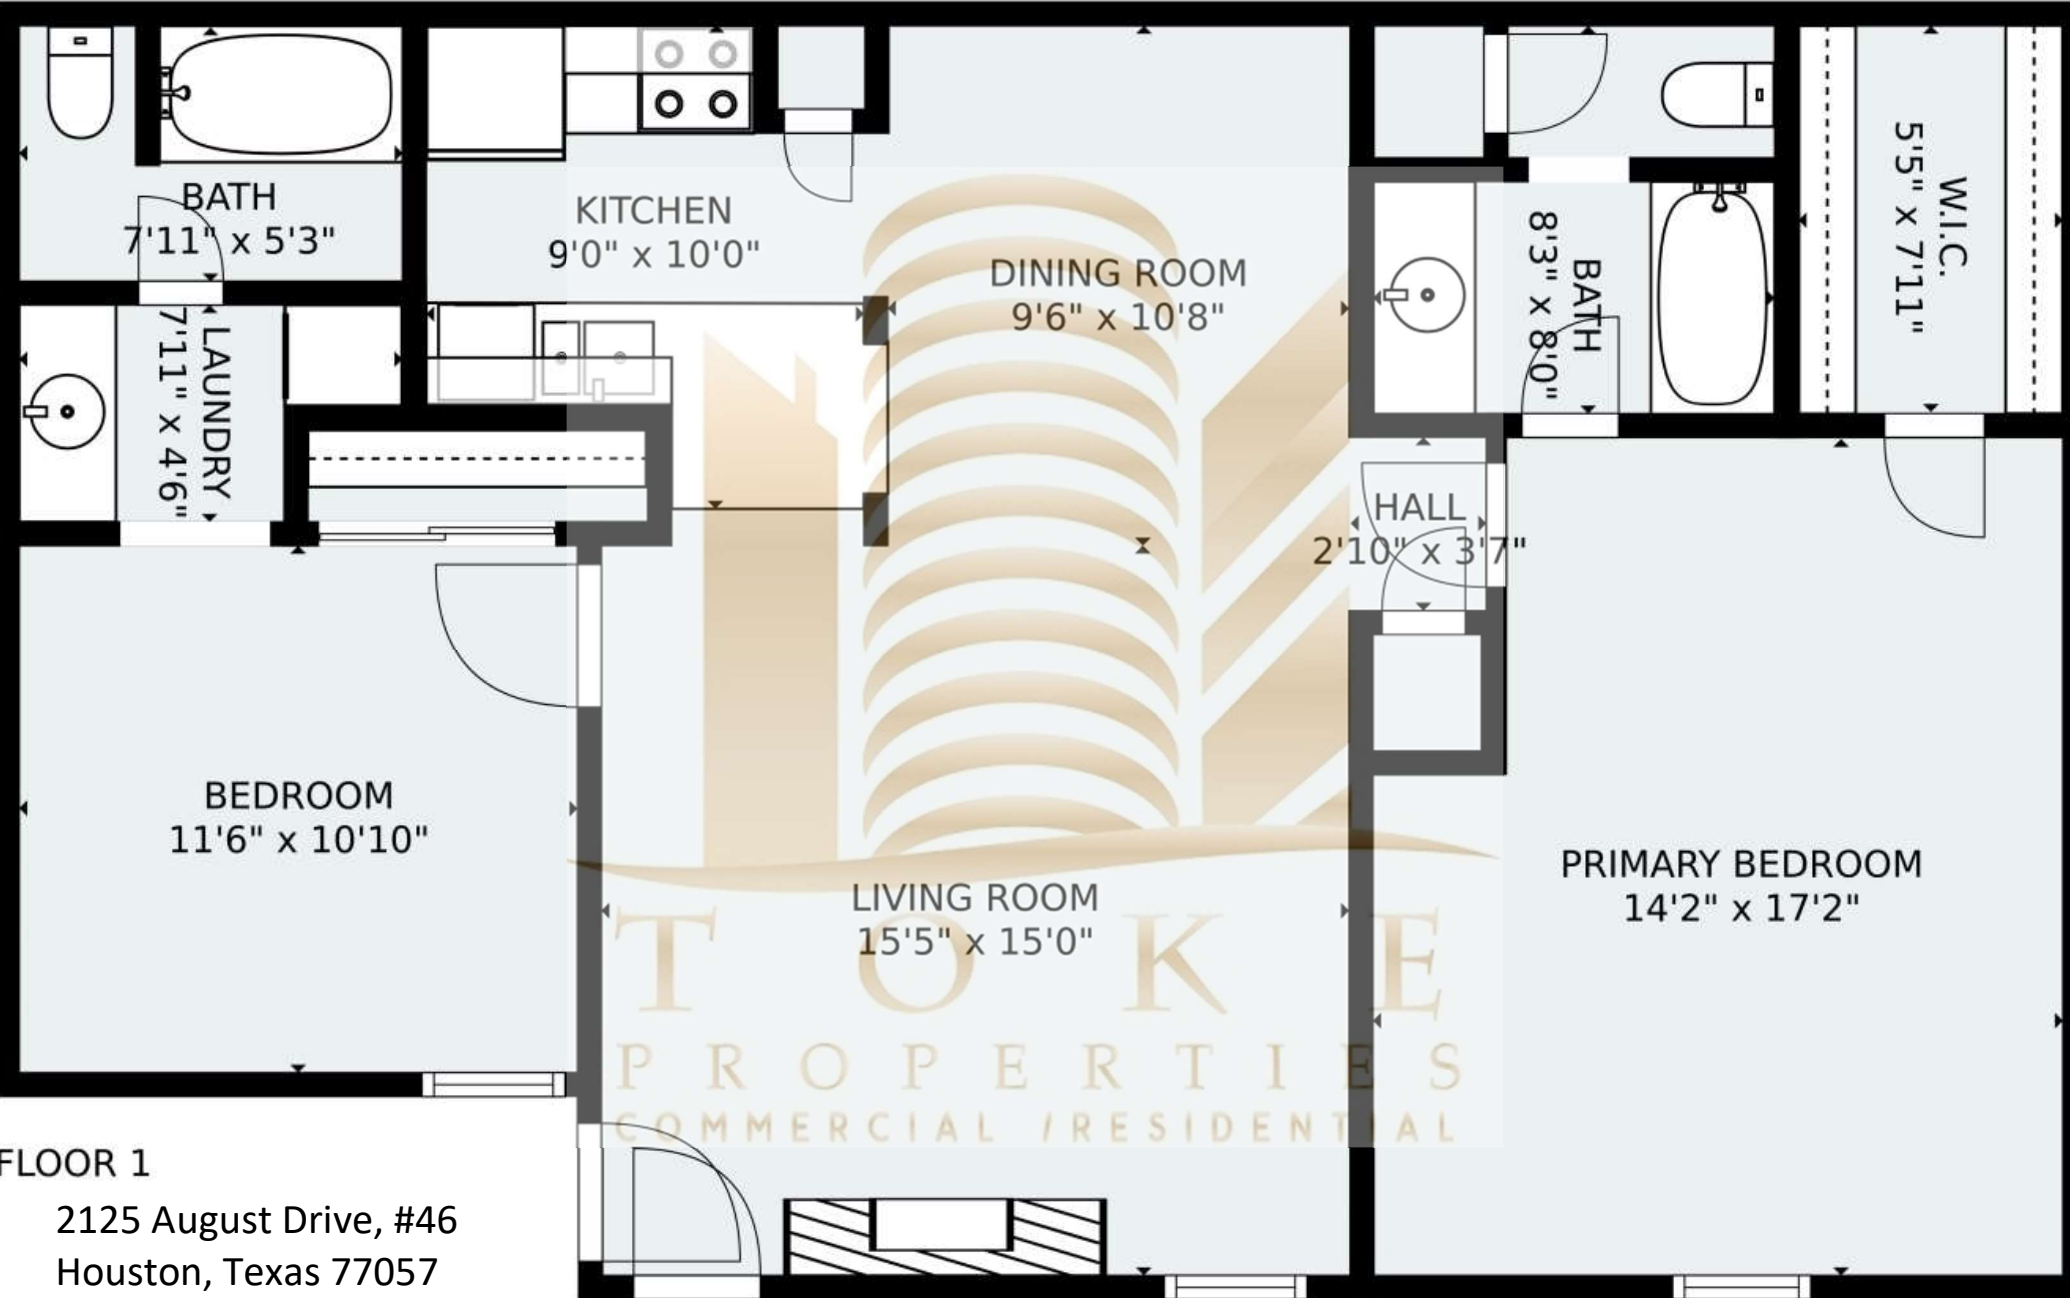 BATH
7'11" x 5'3"
KITCHEN
9'0" x 10'0"
DINING ROOM
9'6" x 10'8"
BATH
8'3" x 8'0"
W.I.C.
5'5" x 7'11"
LAUNDRY
7'11" x 4'6"
HALL
2'10" x 3'7"
BEDROOM
11'6" x 10'10"
LIVING ROOM
15'5" x 15'0"
PRIMARY BEDROOM
14'2" x 17'2"
TOKE
PROPERTIES
COMMERCIAL /RESIDENTIAL
FLOOR 1
2125 August Drive, #46
Houston, Texas 77057